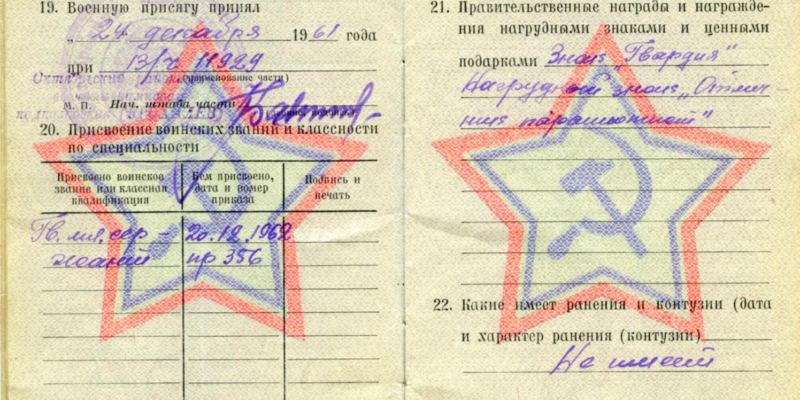 19. Военную присягу принял
„ 24 " декабря 1961 года
при в/ч 11929
(наименование части)
м. п. Нач. штаба части
20. Присвоение воинских званий и классности
по специальности
Присвоено воинское
звание или классная
квалификация
Кем присвоено,
дата и номер
приказа
Подпись и
печать
Гв. мл. сер-
жант
20.12.1962
пр 356
21. Правительственные награды и награжде-
ния нагрудными знаками и ценными
подарками Знак „Гвардия"
Нагрудный знак „Отлич-
ник парашютист"
22. Какие имеет ранения и контузии (дата
и характер ранения (контузии)
Не имеет